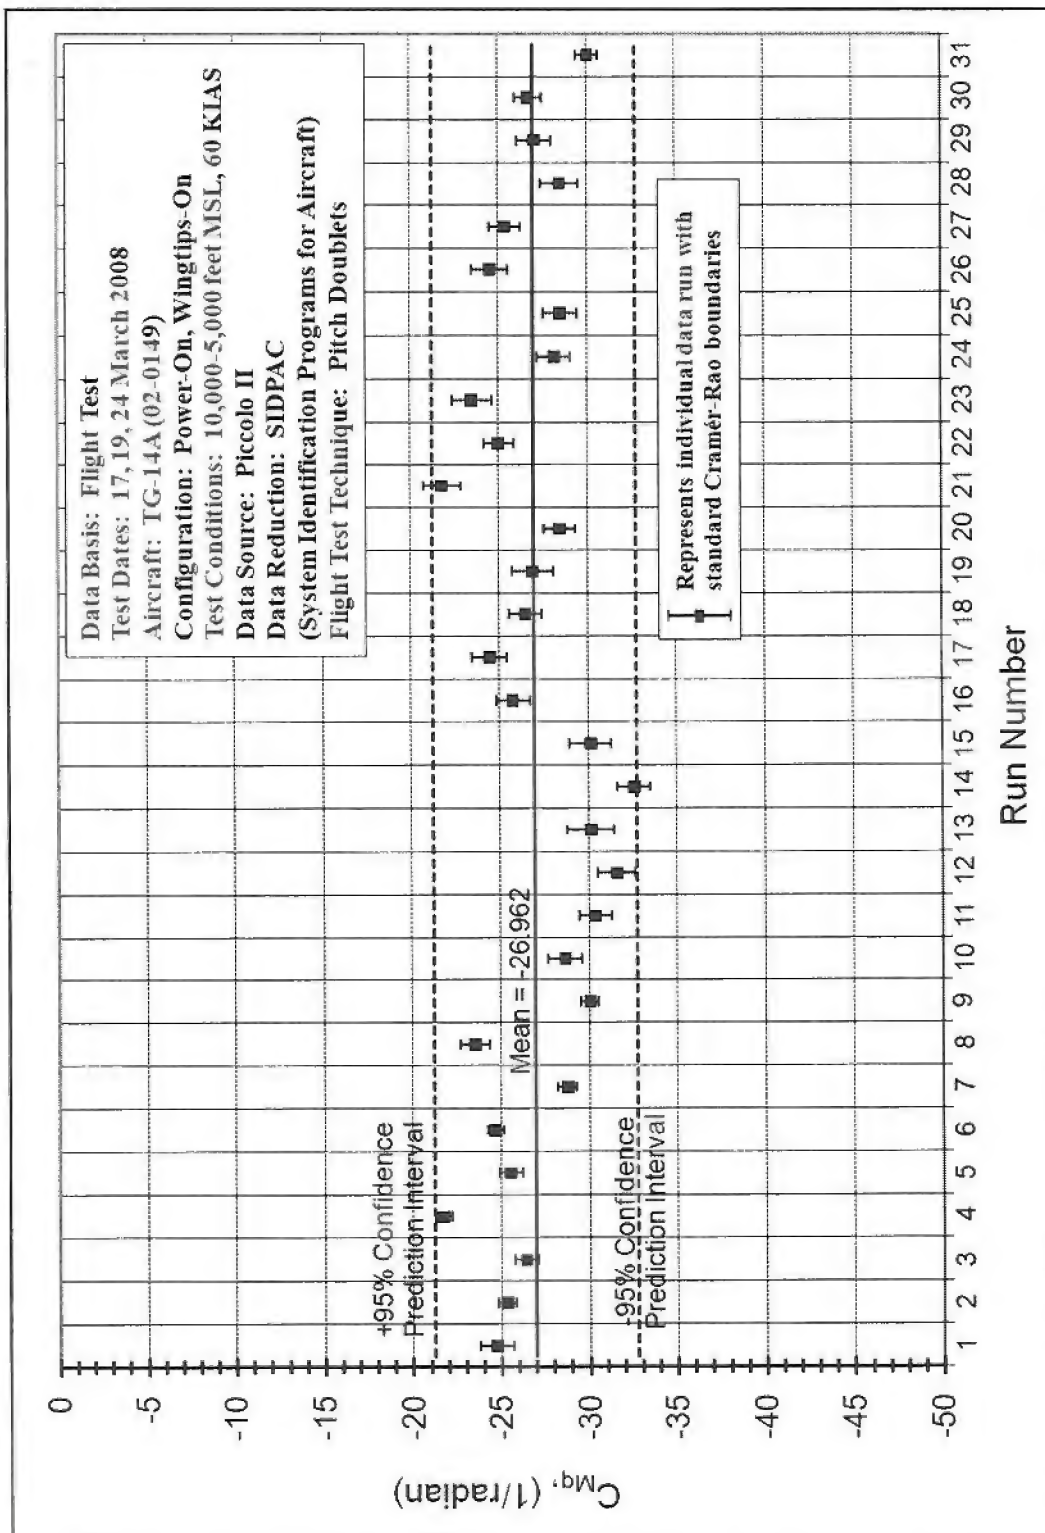 Data Basis: Flight Test
Test Dates: 17, 19, 24 March 2008
Aircraft: TG-14A (02-0149)
Configuration: Power-On, Wingtips-On
Test Conditions: 10,000-5,000 feet MSL, 60 KIAS
Data Source: Piccolo II
Data Reduction: SIDPAC
(System Identification Programs for Aircraft)
Flight Test Technique: Pitch Doublets
+95% Confidence
Prediction Interval
Mean = -26.962
-95% Confidence
Prediction Interval
Represents individual data run with
standard Cramér-Rao boundaries
0
-5
-10
-15
-20
-25
-30
-35
-40
-45
-50
C_Mq, (1/radian)
1 2 3 4 5 6 7 8 9 10 11 12 13 14 15 16 17 18 19 20 21 22 23 24 25 26 27 28 29 30 31
Run Number